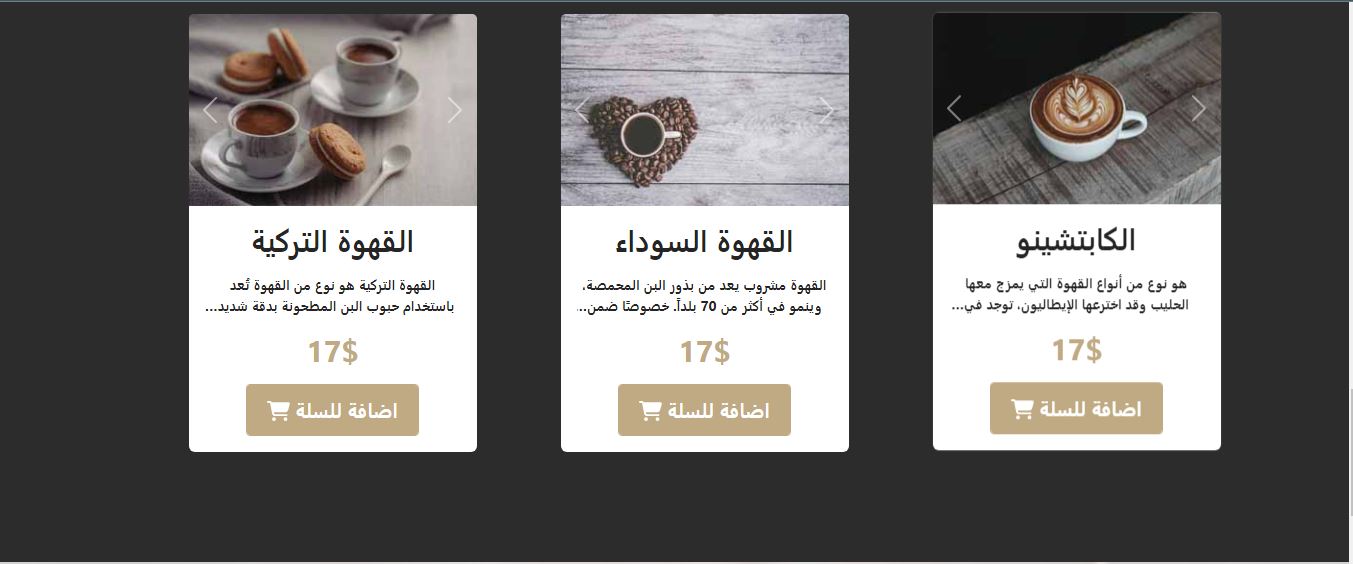 الكابتشينو
هو نوع من أنواع القهوة التي يمزج معها
الحليب وقد اخترعها الإيطاليون، توجد في...
17$
اضافة للسلة
القهوة السوداء
القهوة مشروب يعد من بذور البن المحمصة،
وينمو في أكثر من 70 بلداً. خصوصًا ضمن...
17$
اضافة للسلة
القهوة التركية
القهوة التركية هو نوع من القهوة تُعد
باستخدام حبوب البن المطحونة بدقة شديد...
17$
اضافة للسلة